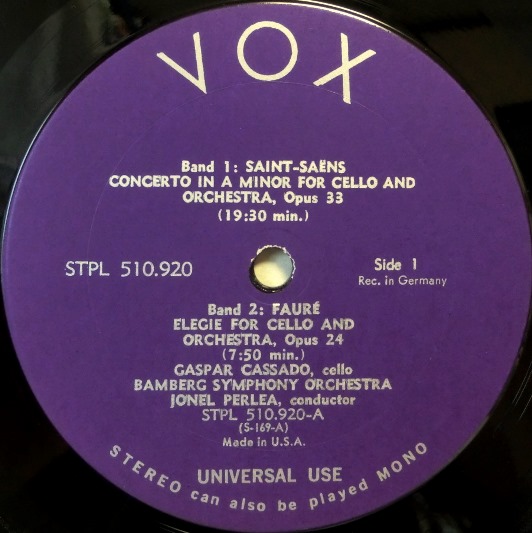 VOX
Band 1: SAINT-SAËNS
CONCERTO IN A MINOR FOR CELLO AND
ORCHESTRA, Opus 33
(19:30 min.)
STPL 510.920
Side 1
Rec. in Germany
Band 2: FAURÉ
ELEGIE FOR CELLO AND
ORCHESTRA, Opus 24
(7:50 min.)
GASPAR CASSADO, cello
BAMBERG SYMPHONY ORCHESTRA
JONEL PERLEA, conductor
STPL 510.920-A
(S-169-A)
Made in U.S.A.
UNIVERSAL USE
STEREO can also be played MONO